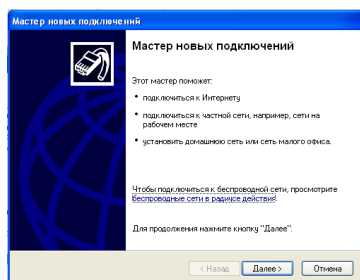 Мастер новых подключений
Мастер новых подключений
Этот мастер поможет:
• подключиться к Интернету
• подключиться к частной сети, например, сети на
рабочем месте
• установить домашнюю сеть или сеть малого офиса.
Чтобы подключиться к беспроводной сети, просмотрите
беспроводные сети в радиусе действия.
Для продолжения нажмите кнопку "Далее".
< Назад Далее > Отмена